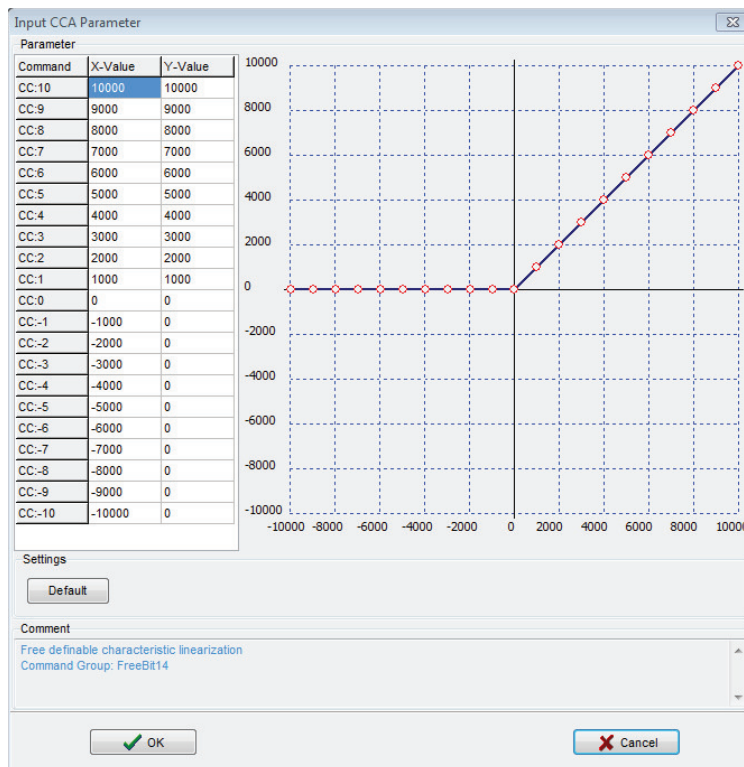 Input CCA Parameter
Parameter
Command X-Value Y-Value
CC:10 10000 10000
CC:9 9000 9000
CC:8 8000 8000
CC:7 7000 7000
CC:6 6000 6000
CC:5 5000 5000
CC:4 4000 4000
CC:3 3000 3000
CC:2 2000 2000
CC:1 1000 1000
CC:0 0 0
CC:-1 -1000 0
CC:-2 -2000 0
CC:-3 -3000 0
CC:-4 -4000 0
CC:-5 -5000 0
CC:-6 -6000 0
CC:-7 -7000 0
CC:-8 -8000 0
CC:-9 -9000 0
CC:-10 -10000 0
10000
8000
6000
4000
2000
0
-2000
-4000
-6000
-8000
-10000
-10000 -8000 -6000 -4000 -2000 0 2000 4000 6000 8000 10000
Settings
Default
Comment
Free definable characteristic linearization
Command Group: FreeBit14
OK
Cancel